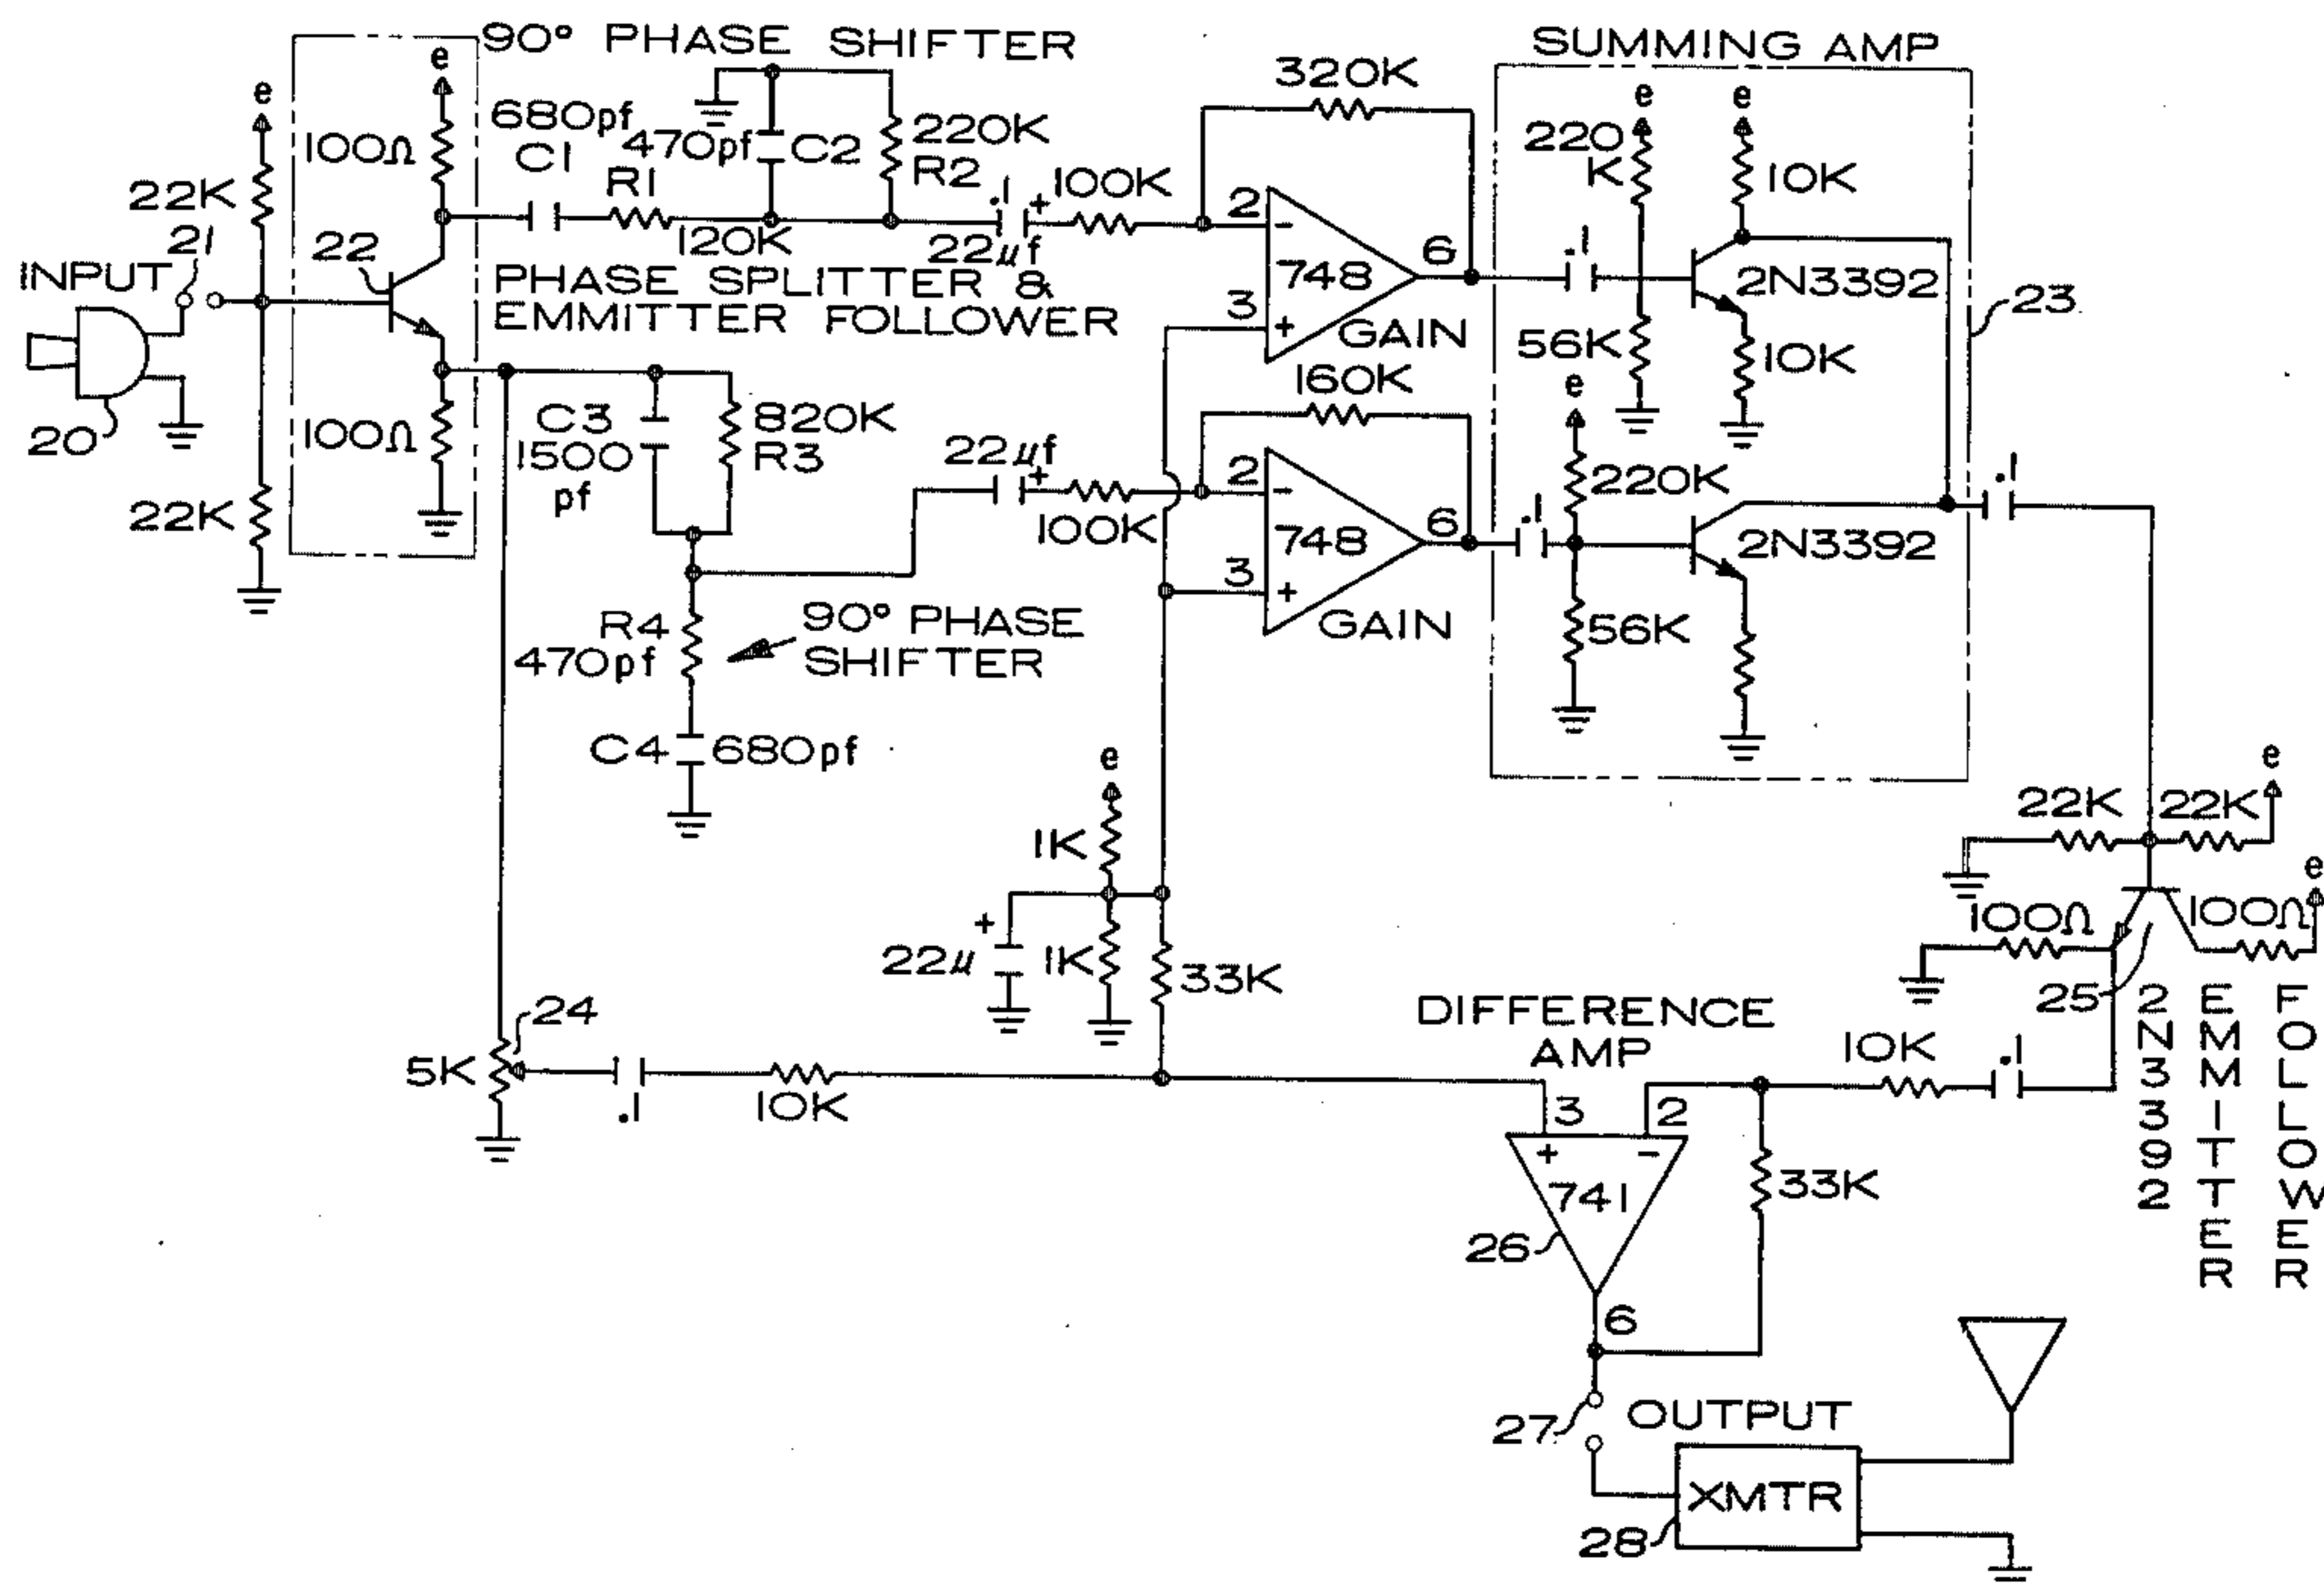 90° PHASE SHIFTER
SUMMING AMP
e
e
320K
e
e
680pf
C1
470pf
C2
220K
R2
100Ω
220
K
10K
22K
R1
.1
+
100K
21
120K
22µf
2
-
748
6
.1
2N3392
22
INPUT
PHASE SPLITTER &
EMMITTER FOLLOWER
3
+
GAIN
23
56K
10K
160K
e
20
100Ω
C3
1500
pf
820K
R3
22µf
+
100K
2
-
748
6
.1
220K
.1
2N3392
22K
3
+
GAIN
56K
R4
470pf
90° PHASE
SHIFTER
C4
680pf
e
1K
e
22K
22K
e
+
22µ
1K
33K
100Ω
100Ω
25
2N3392
EMMITTER
FOLLOWER
24
5K
.1
10K
DIFFERENCE
AMP
10K
.1
3
2
+
-
741
33K
26
6
27
OUTPUT
XMTR
28